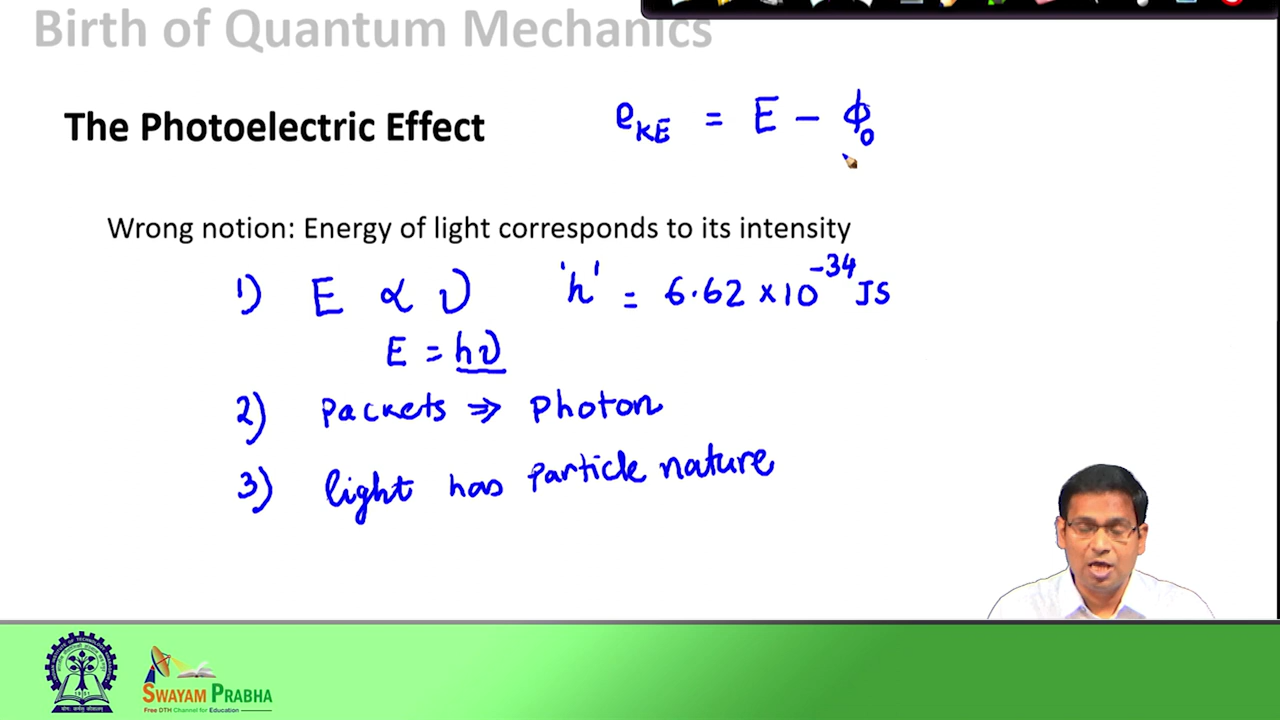 Birth of Quantum Mechanics
The Photoelectric Effect
e_KE = E − ϕ₀
Wrong notion: Energy of light corresponds to its intensity
1) E ∝ ν 'h' = 6.62 × 10⁻³⁴ JS
E = hν
2) Packets ⇒ Photon
3) light has particle nature
SWAYAM PRABHA
Free DTH Channel for Education